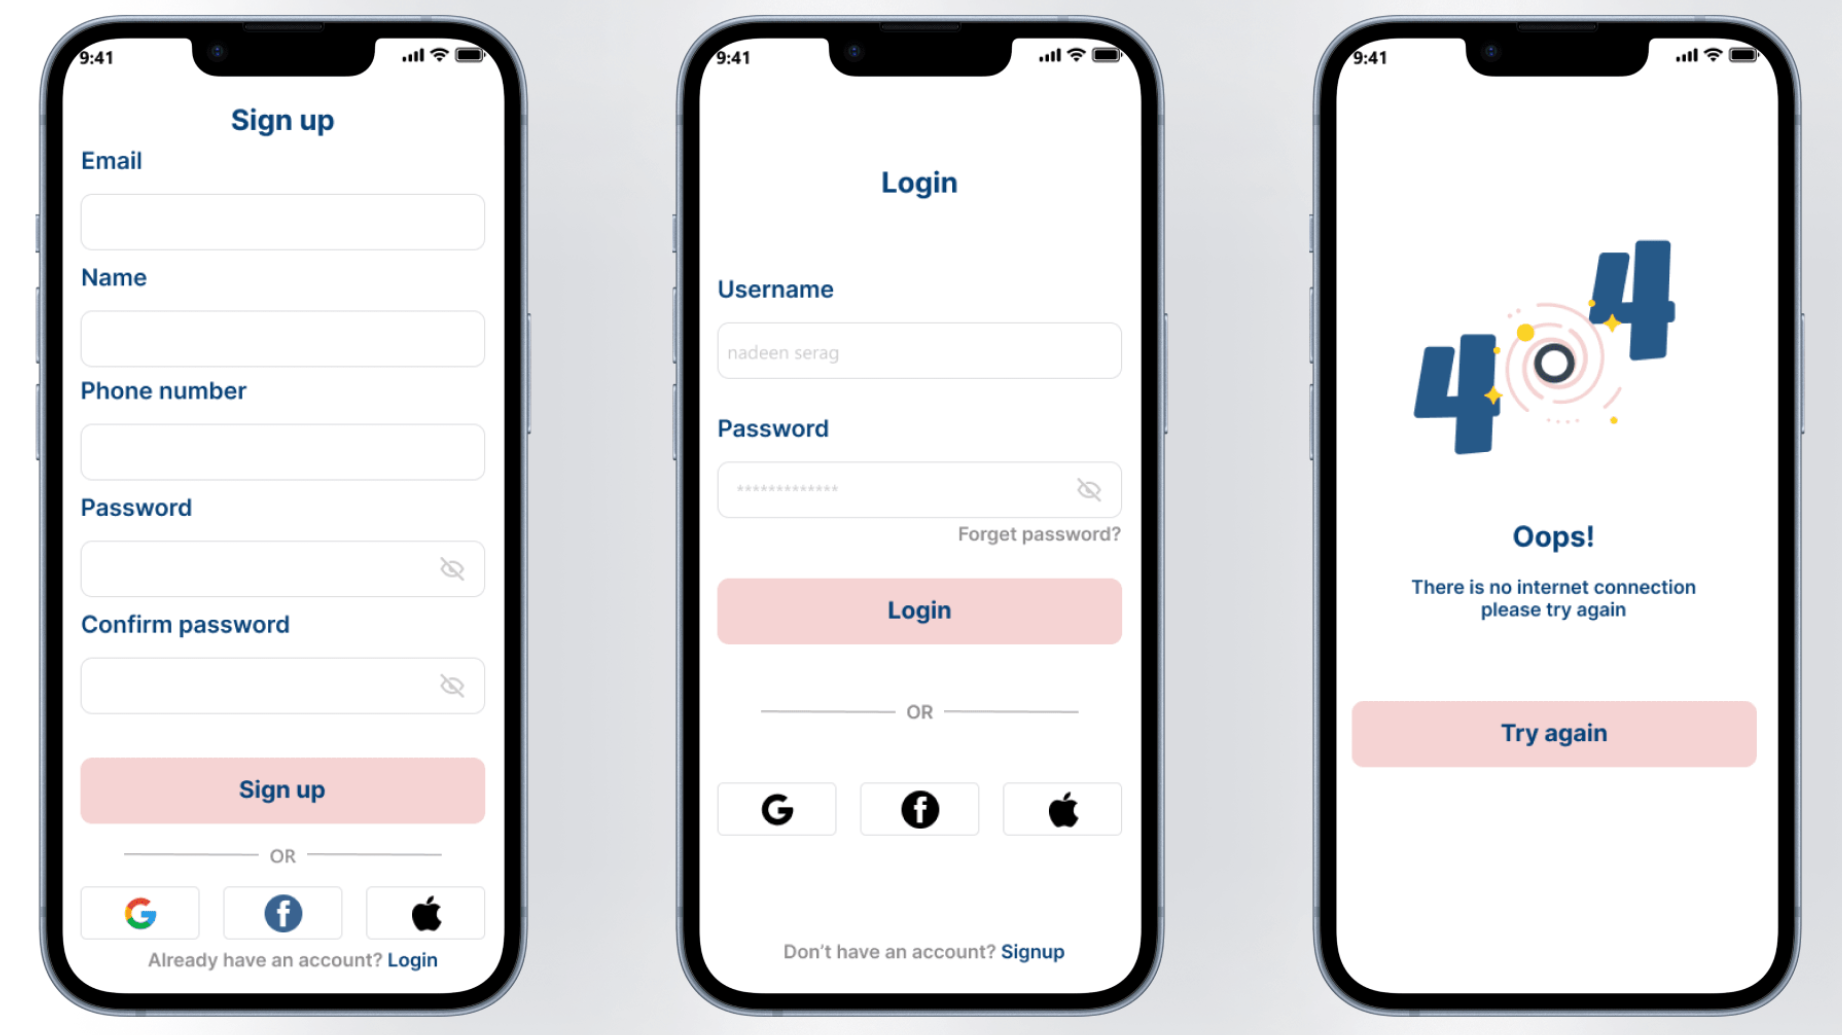 9:41
Sign up
Email
Name
Phone number
Password
Confirm password
Sign up
OR
G
f
Already have an account? Login
9:41
Login
Username
nadeen serag
Password
*************
Forget password?
Login
OR
G
f
Don't have an account? Signup
9:41
404
Oops!
There is no internet connection
please try again
Try again